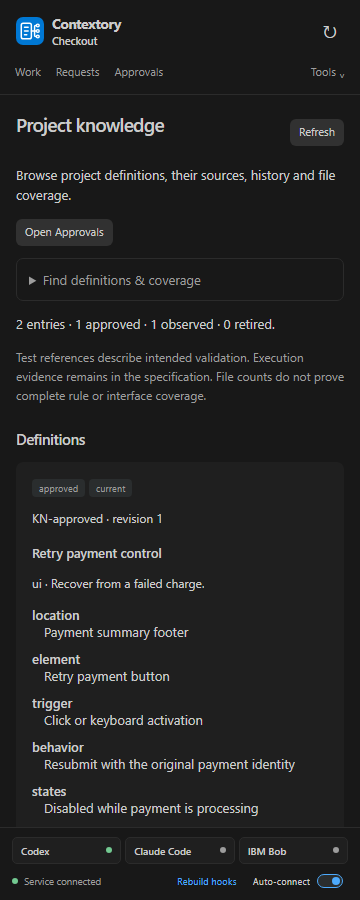 Contextory
Checkout
Work Requests Approvals Tools
Project knowledge
Refresh
Browse project definitions, their sources, history and file
coverage.
Open Approvals
Find definitions & coverage
2 entries · 1 approved · 1 observed · 0 retired.
Test references describe intended validation. Execution
evidence remains in the specification. File counts do not prove
complete rule or interface coverage.
Definitions
approved current
KN-approved · revision 1
Retry payment control
ui · Recover from a failed charge.
location
Payment summary footer
element
Retry payment button
trigger
Click or keyboard activation
behavior
Resubmit with the original payment identity
states
Disabled while payment is processing
Codex Claude Code IBM Bob
Service connected Rebuild hooks Auto-connect